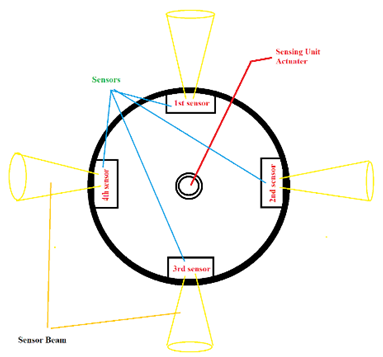 Sensing Unit
Actuater
Sensors
1st sensor
4th sensor
2nd sensor
3rd sensor
Sensor Beam